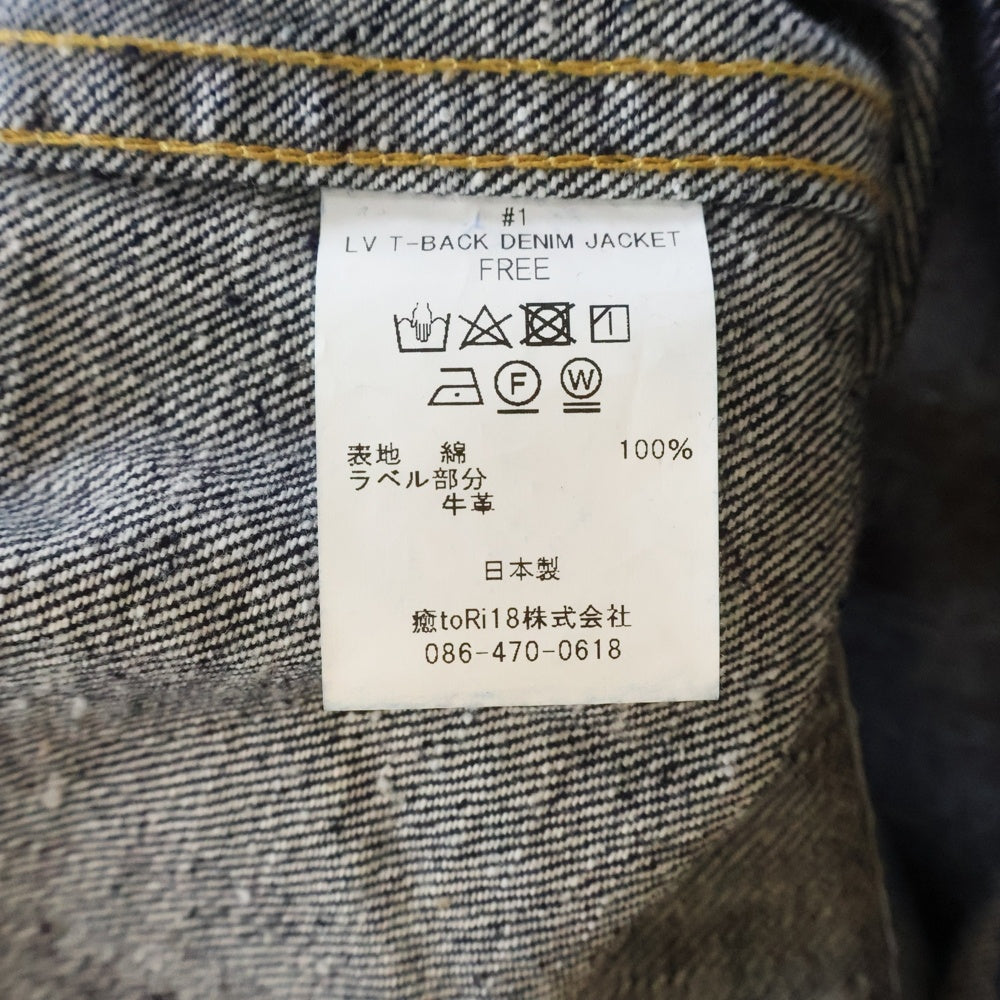 #1
LV T-BACK DENIM JACKET
FREE
F W
表地 綿 100%
ラベル部分
牛革
日本製
癒toRi18株式会社
086-470-0618